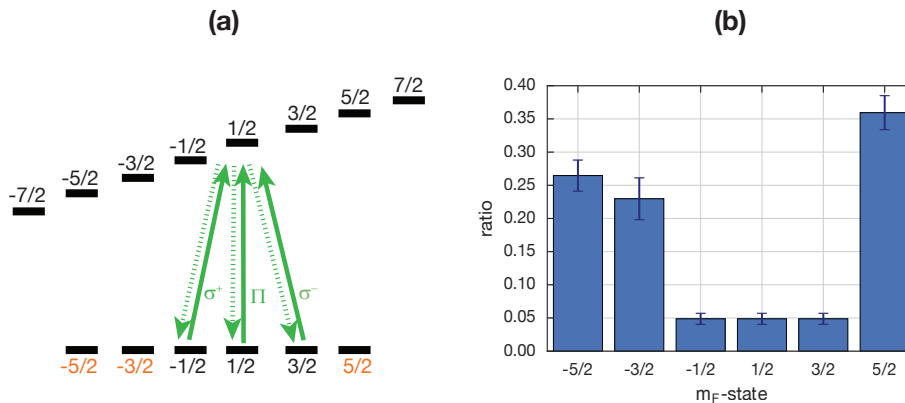 (a)
-7/2 -5/2 -3/2 -1/2 1/2 3/2 5/2 7/2
σ⁺ Π σ⁻
-5/2 -3/2 -1/2 1/2 3/2 5/2
(b)
0.40
0.35
0.30
0.25
0.20
0.15
0.10
0.05
0.00
ratio
-5/2 -3/2 -1/2 1/2 3/2 5/2
m_F-state